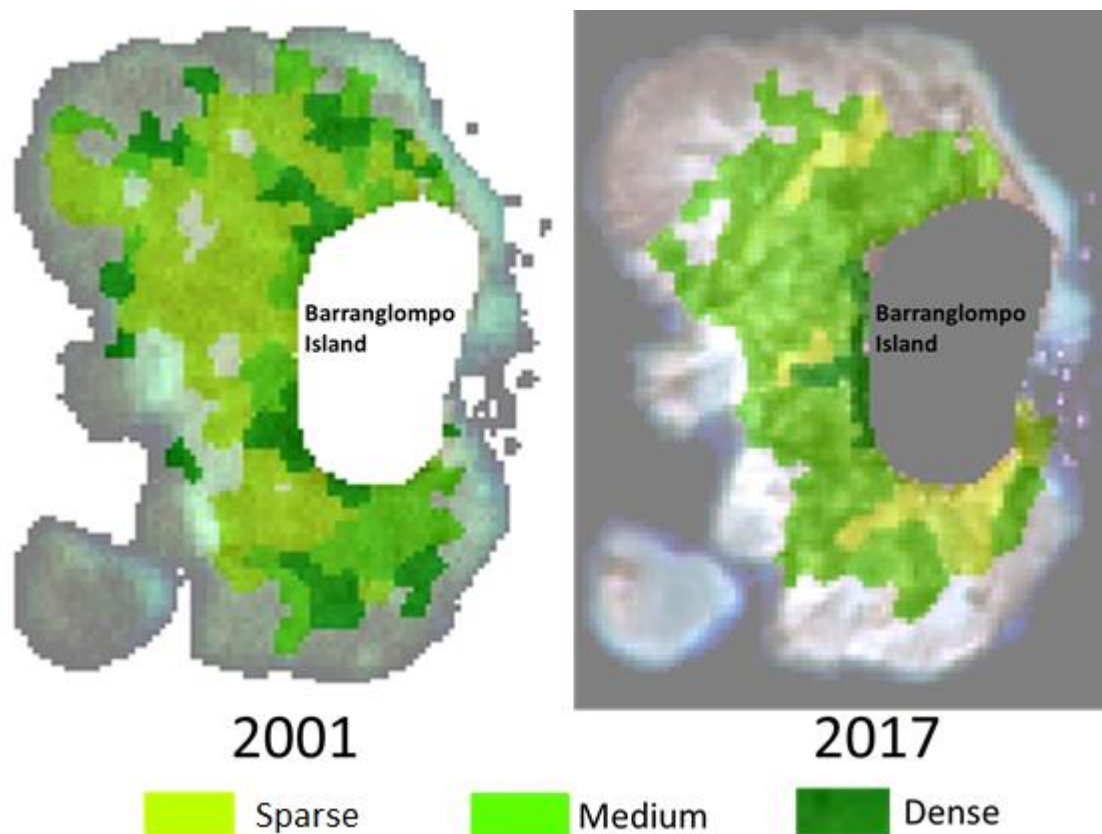 Barranglompo
Island
Barranglompo
Island
2001
2017
Sparse
Medium
Dense